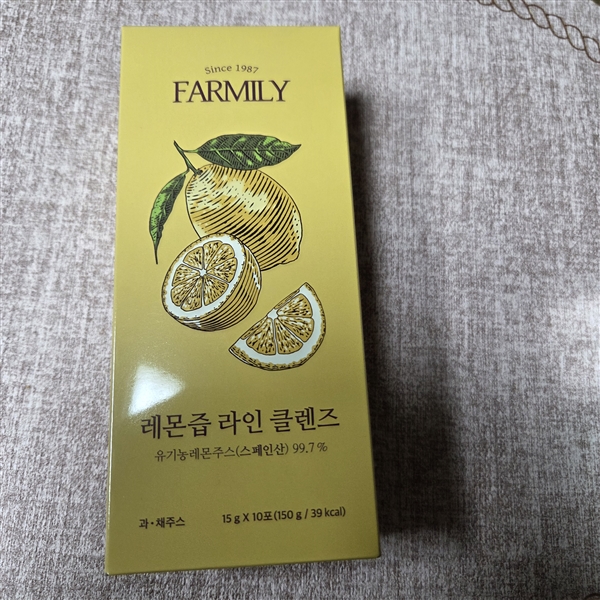 Since 1987
FARMILY
레몬즙 라인 클렌즈
유기농레몬주스(스페인산) 99.7 %
과·채주스 15 g X 10포(150 g / 39 kcal)